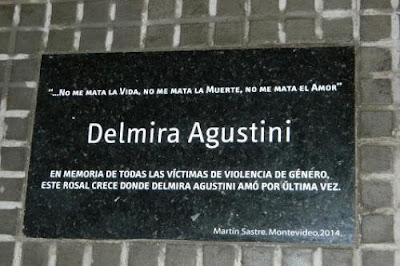 “...No me mata la Vida, no me mata la Muerte, no me mata el Amor”
Delmira Agustini
EN MEMORIA DE TODAS LAS VÍCTIMAS DE VIOLENCIA DE GÉNERO,
ESTE ROSAL CRECE DONDE DELMIRA AGUSTINI AMÓ POR ÚLTIMA VEZ.
Martín Sastre. Montevideo, 2014.